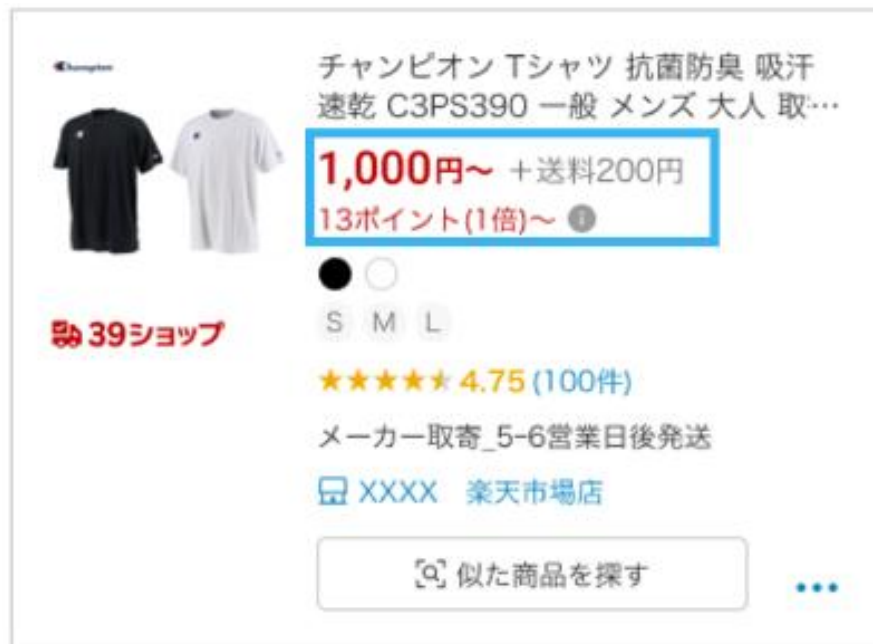 Champion
チャンピオン Tシャツ 抗菌防臭 吸汗
速乾 C3PS390 一般 メンズ 大人 取…
1,000円〜 +送料200円
13ポイント(1倍)〜
S M L
39ショップ
4.75 (100件)
メーカー取寄_5-6営業日後発送
XXXX 楽天市場店
似た商品を探す